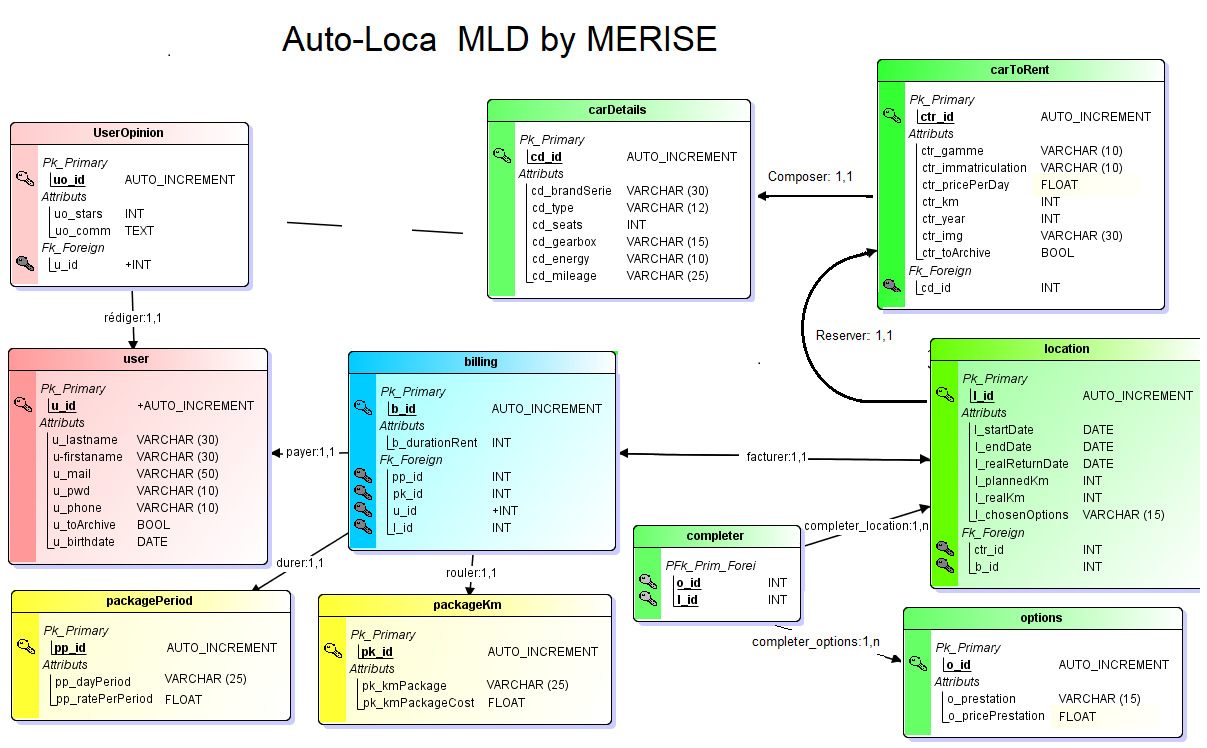 Auto-Loca MLD by MERISE
UserOpinion
Pk_Primary
uo_id AUTO_INCREMENT
Attributs
uo_stars INT
uo_comm TEXT
Fk_Foreign
u_id +INT
carDetails
Pk_Primary
cd_id AUTO_INCREMENT
Attributs
cd_brandSerie VARCHAR (30)
cd_type VARCHAR (12)
cd_seats INT
cd_gearbox VARCHAR (15)
cd_energy VARCHAR (10)
cd_mileage VARCHAR (25)
Composer: 1,1
carToRent
Pk_Primary
ctr_id AUTO_INCREMENT
Attributs
ctr_gamme VARCHAR (10)
ctr_immatriculation VARCHAR (10)
ctr_pricePerDay FLOAT
ctr_km INT
ctr_year INT
ctr_img VARCHAR (30)
ctr_toArchive BOOL
Fk_Foreign
cd_id INT
rédiger:1,1
Reserver: 1,1
user
Pk_Primary
u_id +AUTO_INCREMENT
Attributs
u_lastname VARCHAR (30)
u-firstaname VARCHAR (30)
u_mail VARCHAR (50)
u_pwd VARCHAR (10)
u_phone VARCHAR (10)
u_toArchive BOOL
u_birthdate DATE
payer:1,1
billing
Pk_Primary
b_id AUTO_INCREMENT
Attributs
b_durationRent INT
Fk_Foreign
pp_id INT
pk_id INT
u_id +INT
l_id INT
facturer:1,1
location
Pk_Primary
l_id AUTO_INCREMENT
Attributs
l_startDate DATE
l_endDate DATE
l_realReturnDate DATE
l_plannedKm INT
l_realKm INT
l_chosenOptions VARCHAR (15)
Fk_Foreign
ctr_id INT
b_id INT
completer_location:1,n
completer
PFk_Prim_Forei
o_id INT
l_id INT
durer:1,1
rouler:1,1
packagePeriod
Pk_Primary
pp_id AUTO_INCREMENT
Attributs
pp_dayPeriod VARCHAR (25)
pp_ratePerPeriod FLOAT
packageKm
Pk_Primary
pk_id AUTO_INCREMENT
Attributs
pk_kmPackage VARCHAR (25)
pk_kmPackageCost FLOAT
completer_options:1,n
options
Pk_Primary
o_id AUTO_INCREMENT
Attributs
o_prestation VARCHAR (15)
o_pricePrestation FLOAT